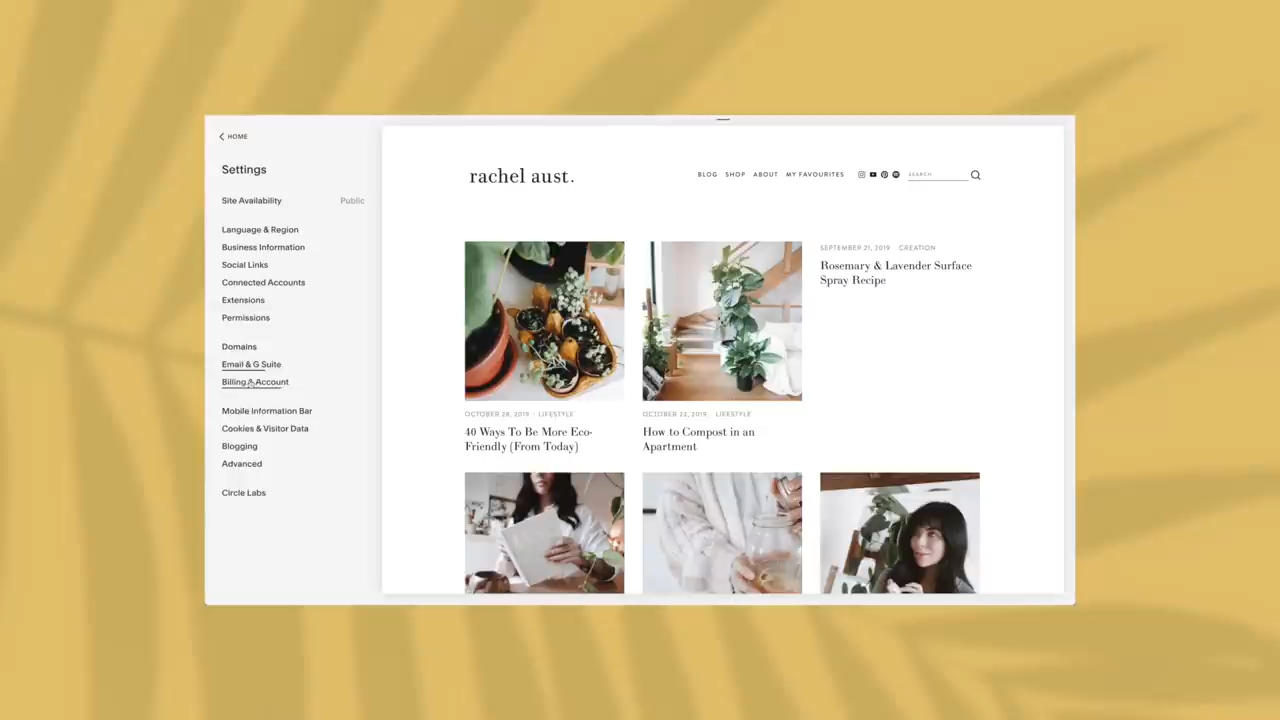 HOME
Settings
Site Availability Public
Language & Region
Business Information
Social Links
Connected Accounts
Extensions
Permissions
Domains
Email & G Suite
Billing & Account
Mobile Information Bar
Cookies & Visitor Data
Blogging
Advanced
Circle Labs
rachel aust.
BLOG SHOP ABOUT MY FAVOURITES SEARCH
OCTOBER 28, 2019 · LIFESTYLE
40 Ways To Be More Eco-
Friendly (From Today)
OCTOBER 22, 2019 · LIFESTYLE
How to Compost in an
Apartment
SEPTEMBER 21, 2019 · CREATION
Rosemary & Lavender Surface
Spray Recipe